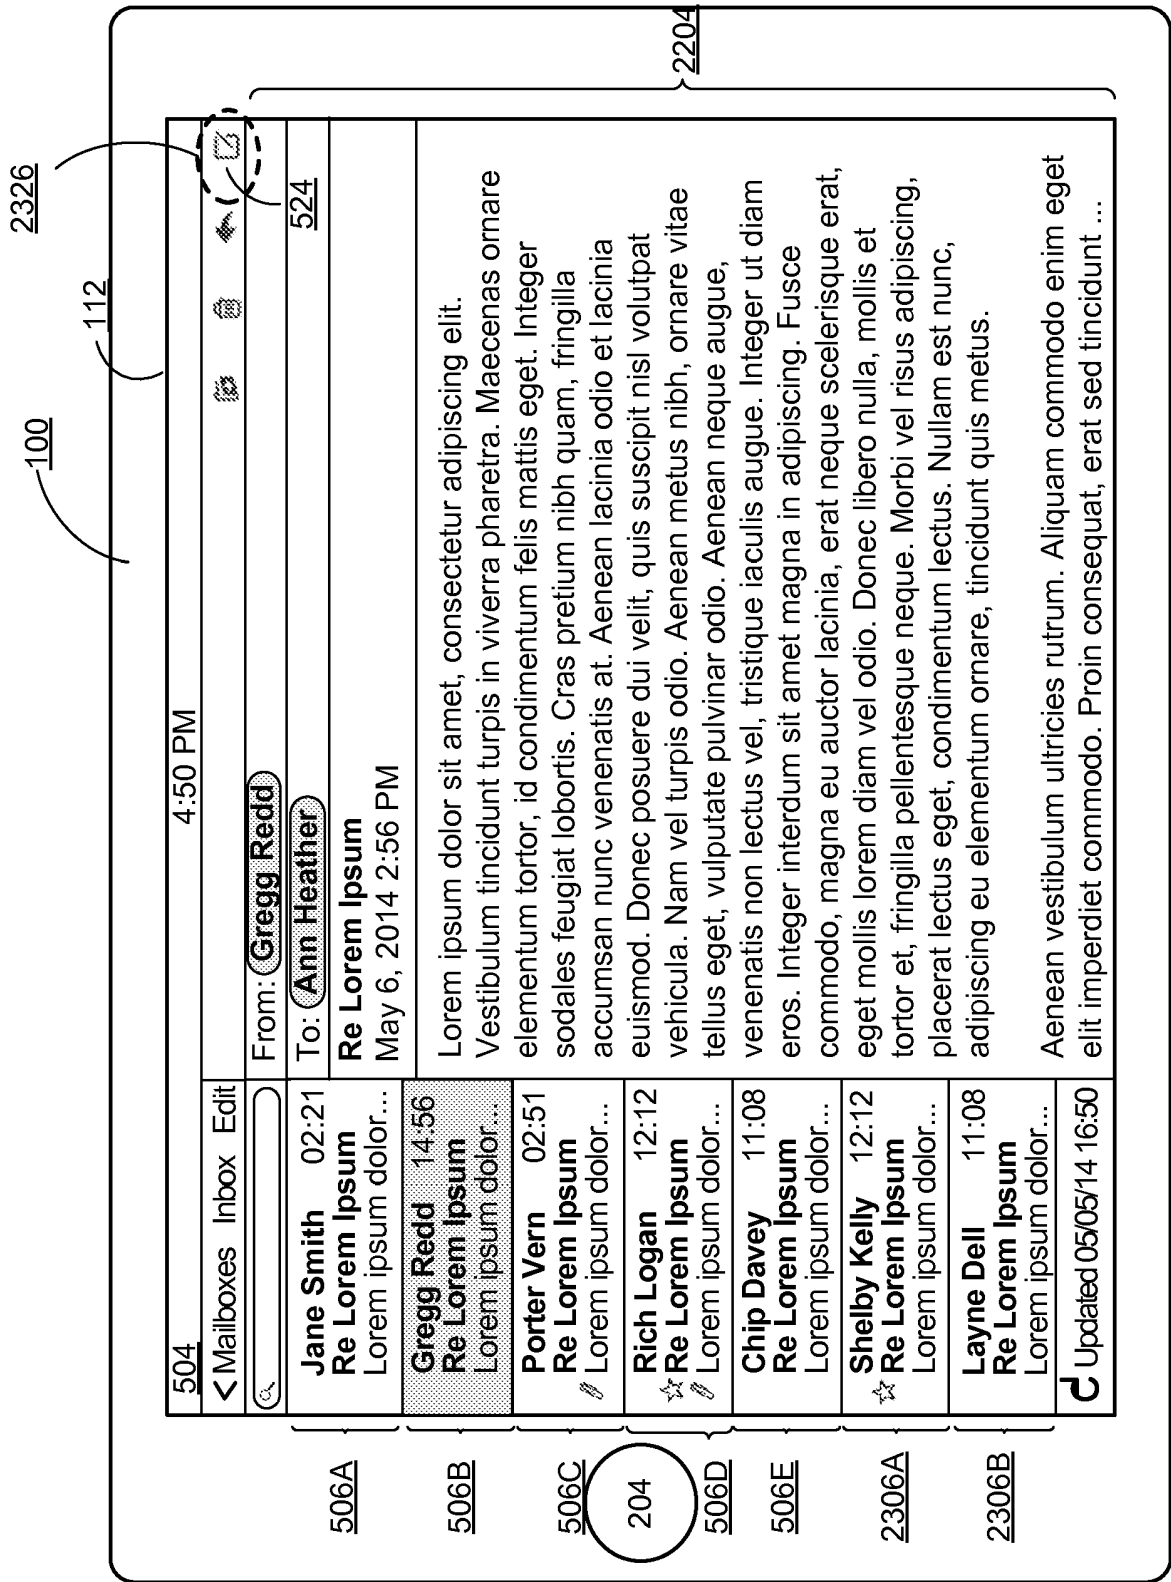 100
112
2326
504
4:50 PM
< Mailboxes Inbox Edit
524
2204
Jane Smith 02:21
Re Lorem Ipsum
Lorem ipsum dolor...
506A
Gregg Redd 14:56
Re Lorem Ipsum
Lorem ipsum dolor...
506B
Porter Vern 02:51
Re Lorem Ipsum
Lorem ipsum dolor...
506C
204
Rich Logan 12:12
Re Lorem Ipsum
Lorem ipsum dolor...
506D
Chip Davey 11:08
Re Lorem Ipsum
Lorem ipsum dolor...
506E
Shelby Kelly 12:12
Re Lorem Ipsum
Lorem ipsum dolor...
2306A
Layne Dell 11:08
Re Lorem Ipsum
Lorem ipsum dolor...
2306B
Updated 05/05/14 16:50
From: Gregg Redd
To: Ann Heather
Re Lorem Ipsum
May 6, 2014 2:56 PM
Lorem ipsum dolor sit amet, consectetur adipiscing elit.
Vestibulum tincidunt turpis in viverra pharetra. Maecenas ornare
elementum tortor, id condimentum felis mattis eget. Integer
sodales feugiat lobortis. Cras pretium nibh quam, fringilla
accumsan nunc venenatis at. Aenean lacinia odio et lacinia
euismod. Donec posuere dui velit, quis suscipit nisl volutpat
vehicula. Nam vel turpis odio. Aenean metus nibh, ornare vitae
tellus eget, vulputate pulvinar odio. Aenean neque augue,
venenatis non lectus vel, tristique iaculis augue. Integer ut diam
eros. Integer interdum sit amet magna in adipiscing. Fusce
commodo, magna eu auctor lacinia, erat neque scelerisque erat,
eget mollis lorem diam vel odio. Donec libero nulla, mollis et
tortor et, fringilla pellentesque neque. Morbi vel risus adipiscing,
placerat lectus eget, condimentum lectus. Nullam est nunc,
adipiscing eu elementum ornare, tincidunt quis metus.
Aenean vestibulum ultricies rutrum. Aliquam commodo enim eget
elit imperdiet commodo. Proin consequat, erat sed tincidunt ...